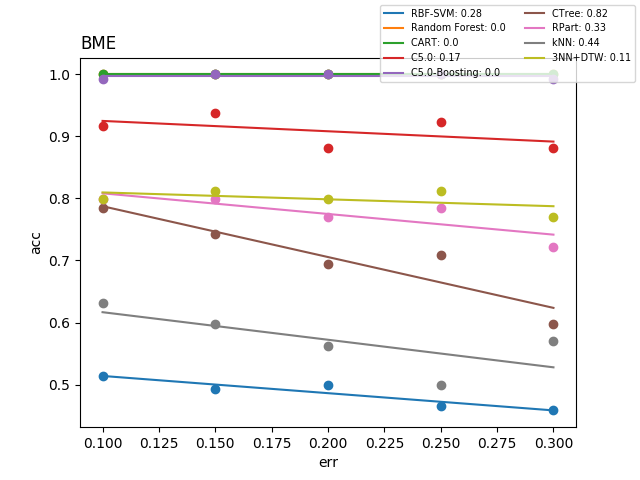 BME
RBF-SVM: 0.28
Random Forest: 0.0
CART: 0.0
C5.0: 0.17
C5.0-Boosting: 0.0
CTree: 0.82
RPart: 0.33
kNN: 0.44
3NN+DTW: 0.11
1.0
0.9
0.8
0.7
0.6
0.5
acc
0.100 0.125 0.150 0.175 0.200 0.225 0.250 0.275 0.300
err